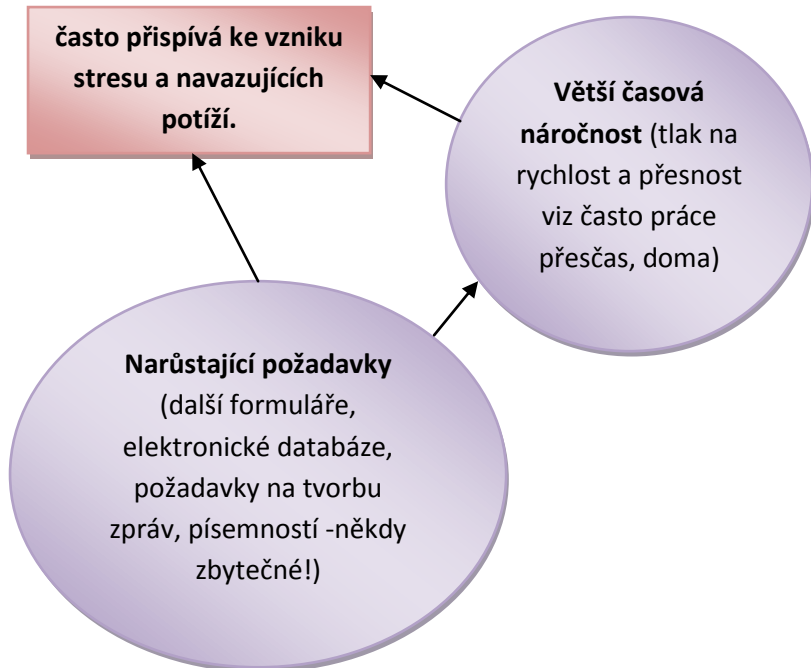 často přispívá ke vzniku
stresu a navazujících
potíží.
Větší časová
náročnost (tlak na
rychlost a přesnost
viz často práce
přesčas, doma)
Narůstající požadavky
(další formuláře,
elektronické databáze,
požadavky na tvorbu
zpráv, písemností -někdy
zbytečné!)